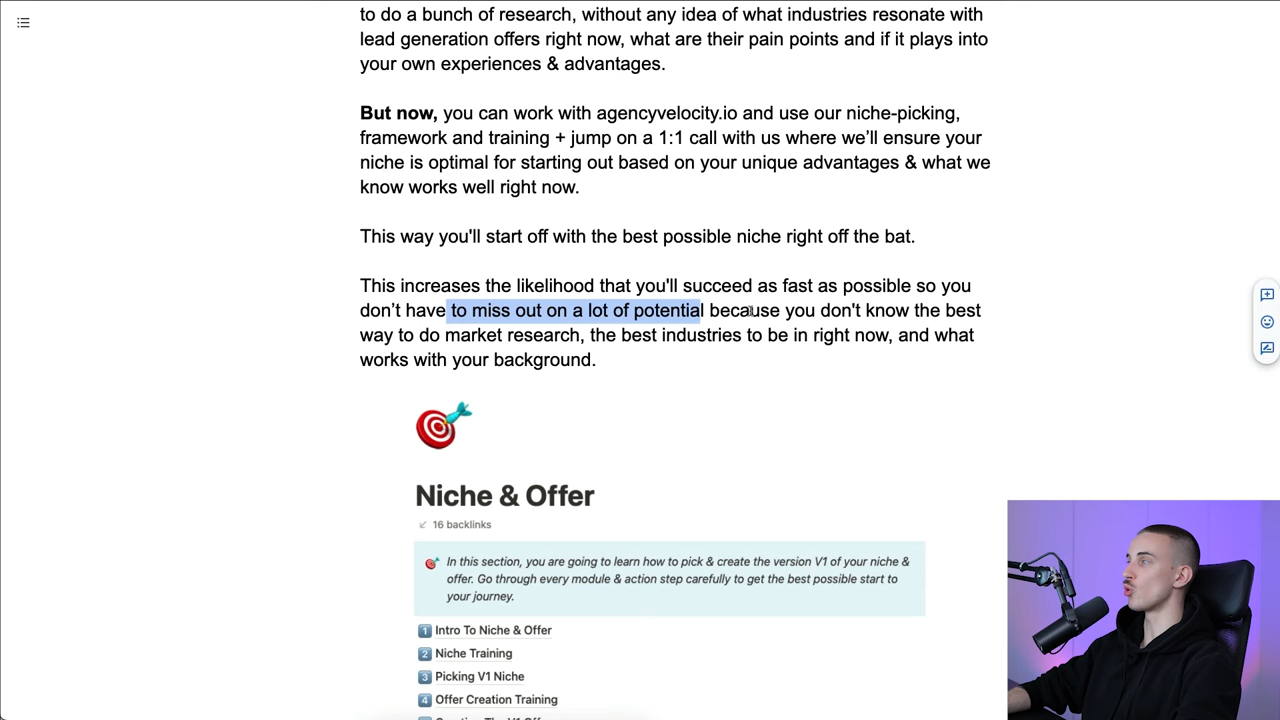 to do a bunch of research, without any idea of what industries resonate with
lead generation offers right now, what are their pain points and if it plays into
your own experiences & advantages.
But now, you can work with agencyvelocity.io and use our niche-picking,
framework and training + jump on a 1:1 call with us where we’ll ensure your
niche is optimal for starting out based on your unique advantages & what we
know works well right now.
This way you'll start off with the best possible niche right off the bat.
This increases the likelihood that you'll succeed as fast as possible so you
don’t have to miss out on a lot of potential because you don't know the best
way to do market research, the best industries to be in right now, and what
works with your background.
Niche & Offer
16 backlinks
In this section, you are going to learn how to pick & create the version V1 of your niche &
offer. Go through every module & action step carefully to get the best possible start to
your journey.
1 Intro To Niche & Offer
2 Niche Training
3 Picking V1 Niche
4 Offer Creation Training